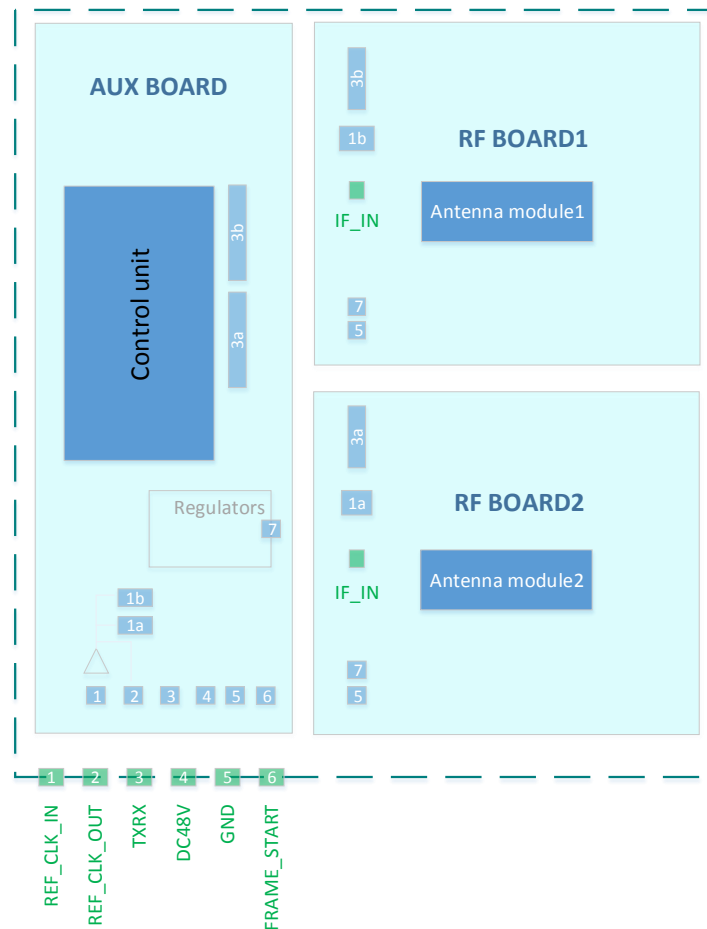 AUX BOARD
Control unit
3b
3a
Regulators
7
1b
1a
1 2 3 4 5 6
3b
1b
RF BOARD1
IF_IN
Antenna module1
7
5
3a
1a
RF BOARD2
IF_IN
Antenna module2
7
5
1 2 3 4 5 6
REF_CLK_IN
REF_CLK_OUT
TXRX
DC48V
GND
FRAME_START